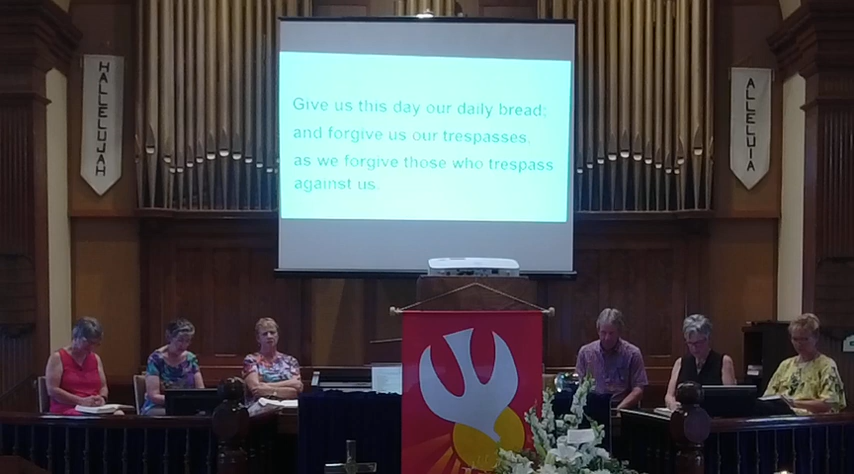 HALLELUJAH
Give us this day our daily bread;
and forgive us our trespasses,
as we forgive those who trespass
against us.
ALLELUIA